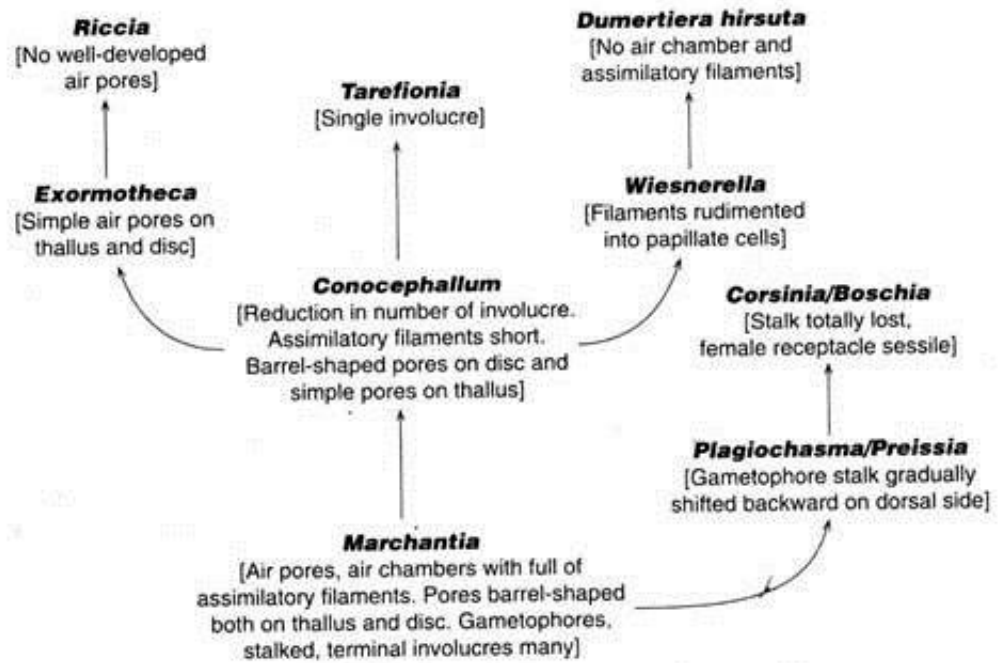 Riccia
[No well-developed
air pores]
Dumertiera hirsuta
[No air chamber and
assimilatory filaments]
Tarefionia
[Single involucre]
Exormotheca
[Simple air pores on
thallus and disc]
Wiesnerella
[Filaments rudimented
into papillate cells]
Conocephallum
[Reduction in number of involucre.
Assimilatory filaments short.
Barrel-shaped pores on disc and
simple pores on thallus]
Corsinia/Boschia
[Stalk totally lost,
female receptacle sessile]
Plagiochasma/Preissia
[Gametophore stalk gradually
shifted backward on dorsal side]
Marchantia
[Air pores, air chambers with full of
assimilatory filaments. Pores barrel-shaped
both on thallus and disc. Gametophores,
stalked, terminal involucres many]